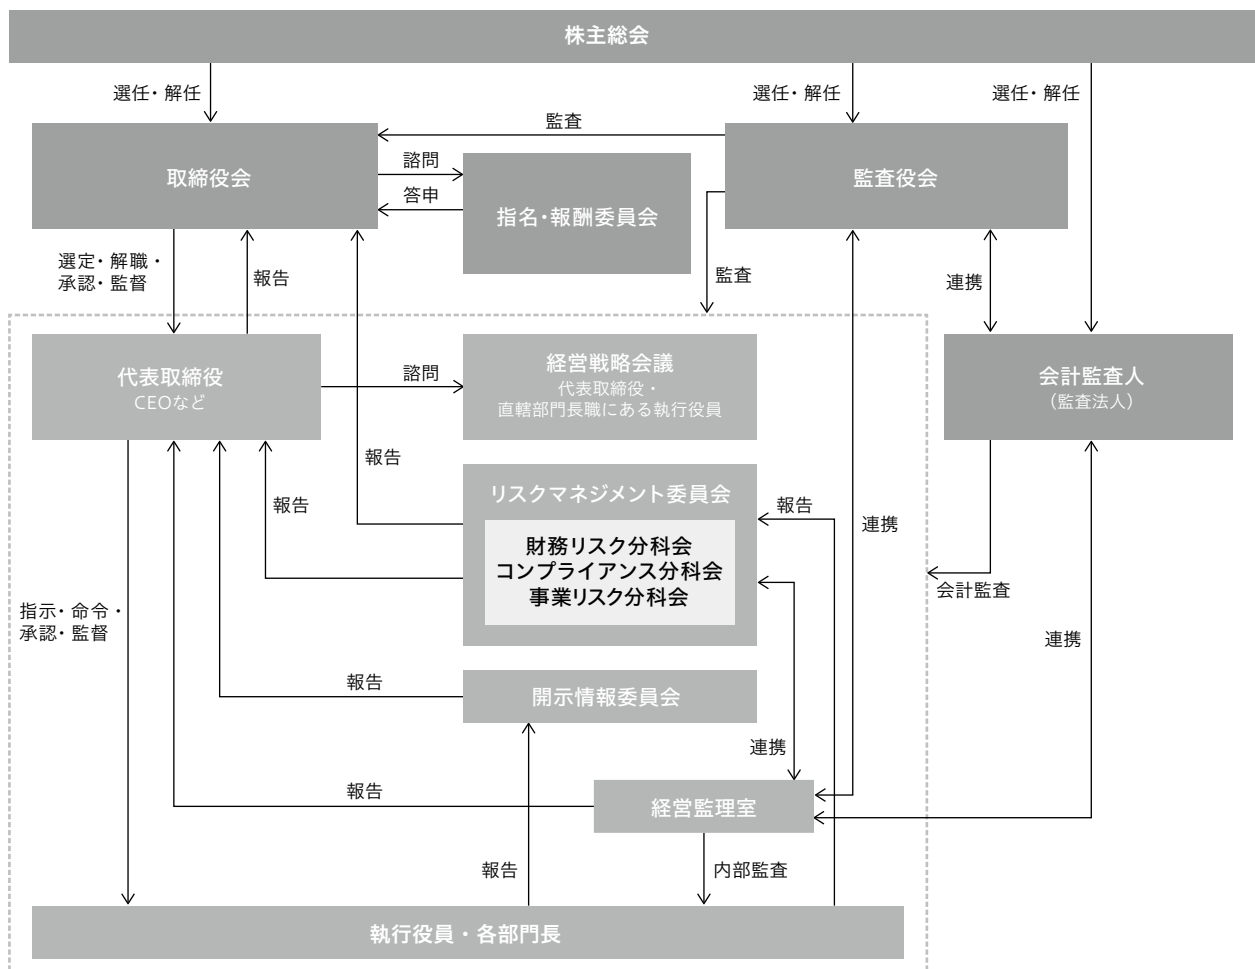 株主総会
選任・解任
選任・解任
選任・解任
監査
取締役会
諮問
答申
指名・報酬委員会
監査役会
選定・解職・
承認・監督
報告
監査
連携
代表取締役
CEOなど
諮問
経営戦略会議
代表取締役・
直轄部門長職にある執行役員
会計監査人
(監査法人)
報告
報告
リスクマネジメント委員会
財務リスク分科会
コンプライアンス分科会
事業リスク分科会
報告
連携
会計監査
指示・命令・
承認・監督
連携
報告
開示情報委員会
連携
報告
経営監理室
報告
内部監査
執行役員・各部門長